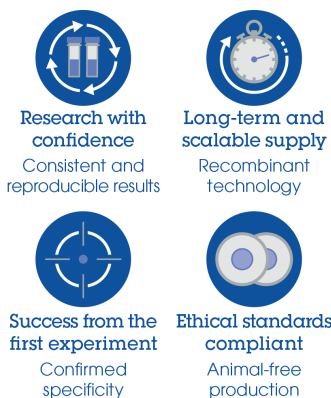 Research with
confidence
Consistent and
reproducible results
Long-term and
scalable supply
Recombinant
technology
Success from the
first experiment
Confirmed
specificity
Ethical standards
compliant
Animal-free
production